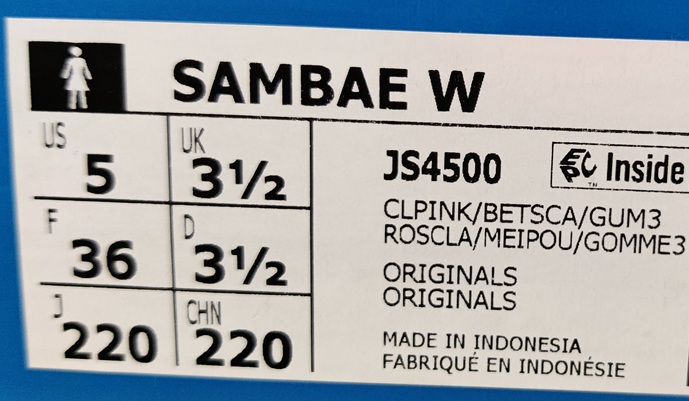 SAMBAE W
US 5
UK 3½
F 36
D 3½
J 220
CHN 220
JS4500
Inside
CLPINK/BETSCA/GUM3
ROSCLA/MEIPOU/GOMME3
ORIGINALS
ORIGINALS
MADE IN INDONESIA
FABRIQUÉ EN INDONÉSIE